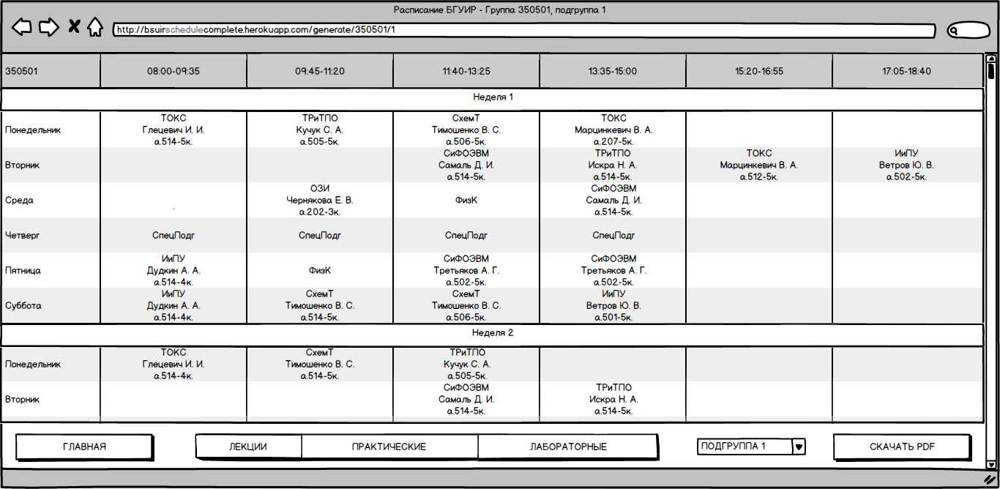 Расписание БГУИР - Группа 350501, подгруппа 1
http://bsuirschedulecomplete.herokuapp.com/generate/350501/1
350501 08:00-09:35 09:45-11:20 11:40-13:25 13:35-15:00 15:20-16:55 17:05-18:40
Неделя 1
ТОКС ТРиТПО СхемТ ТОКС
Понедельник Глецевич И. И. Кучук С. А. Тимошенко В. С. Марцинкевич В. А.
а.514-5к. а.505-5к. а.506-5к. а.207-5к.
СиФОЭВМ ТРиТПО ТОКС ИиПУ
Вторник Самаль Д. И. Искра Н. А. Марцинкевич В. А. Ветров Ю. В.
а.514-5к. а.514-5к. а.512-5к. а.502-5к.
ОЗИ СиФОЭВМ
Среда Чернякова Е. В. ФизК Самаль Д. И.
а.202-3к. а.514-5к.
Четверг СпецПодг СпецПодг СпецПодг СпецПодг
ИиПУ СиФОЭВМ СиФОЭВМ
Пятница Дудкин А. А. ФизК Третьяков А. Г. Третьяков А. Г.
а.514-4к. а.502-5к. а.502-5к.
ИиПУ СхемТ СхемТ ИиПУ
Суббота Дудкин А. А. Тимошенко В. С. Тимошенко В. С. Ветров Ю. В.
а.514-4к. а.514-5к. а.506-5к. а.501-5к.
Неделя 2
ТОКС СхемТ ТРиТПО
Понедельник Глецевич И. И. Тимошенко В. С. Кучук С. А.
а.514-4к. а.514-5к. а.505-5к.
СиФОЭВМ ТРиТПО
Вторник Самаль Д. И. Искра Н. А.
а.514-5к. а.514-5к.
ГЛАВНАЯ ЛЕКЦИИ ПРАКТИЧЕСКИЕ ЛАБОРАТОРНЫЕ ПОДГРУППА 1 СКАЧАТЬ PDF